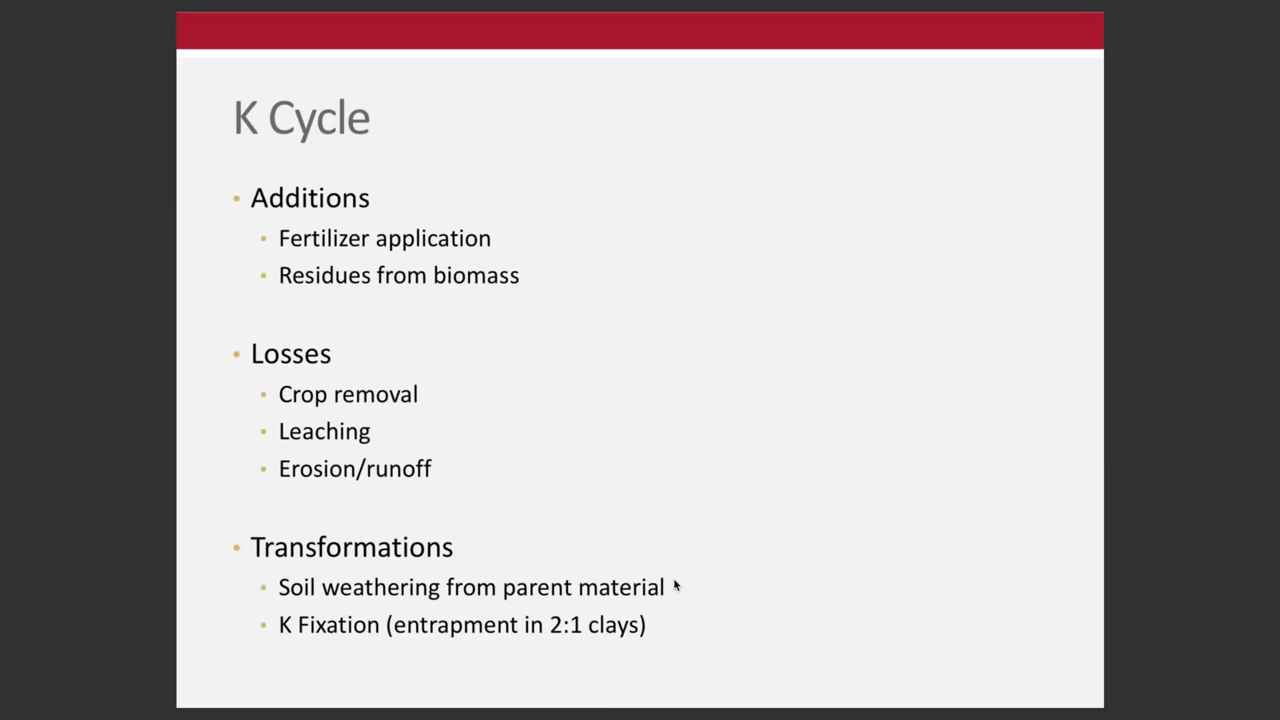 K Cycle
Additions
Fertilizer application
Residues from biomass
Losses
Crop removal
Leaching
Erosion/runoff
Transformations
Soil weathering from parent material
K Fixation (entrapment in 2:1 clays)